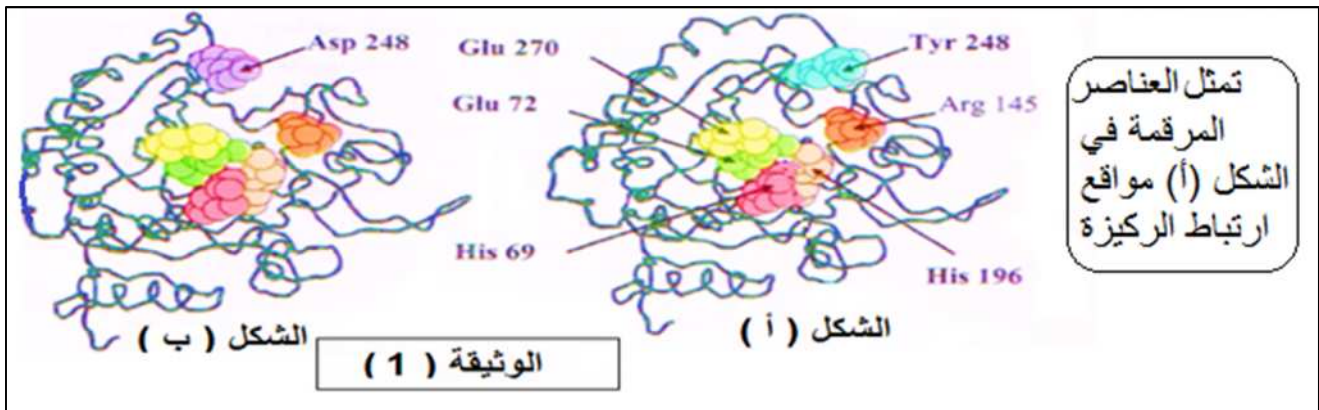 Asp 248
Glu 270
Tyr 248
Glu 72
Arg 145
His 69
His 196
تمثل العناصر
المرقمة في
الشكل (أ) مواقع
ارتباط الركيزة
الشكل ( أ )
الشكل ( ب )
الوثيقة ( 1 )